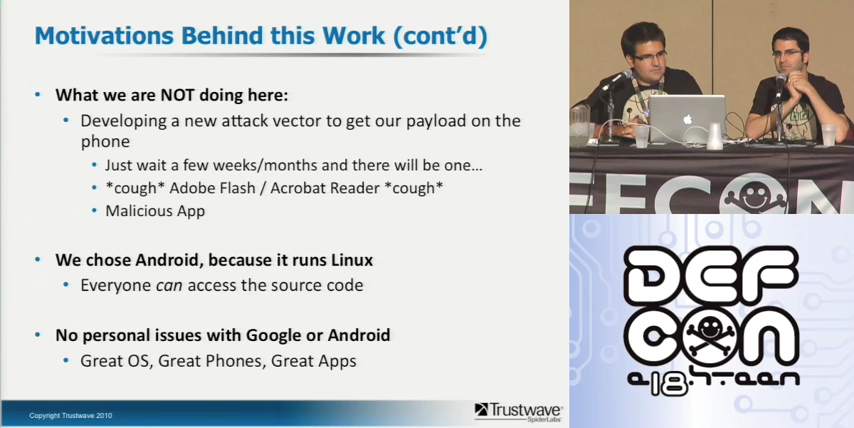 Motivations Behind this Work (cont’d)
• What we are NOT doing here:
• Developing a new attack vector to get our payload on the
phone
• Just wait a few weeks/months and there will be one…
• *cough* Adobe Flash / Acrobat Reader *cough*
• Malicious App
• We chose Android, because it runs Linux
• Everyone can access the source code
• No personal issues with Google or Android
• Great OS, Great Phones, Great Apps
Copyright Trustwave 2010
Trustwave®
SpiderLabs®
DEF
CON
e18h-teen